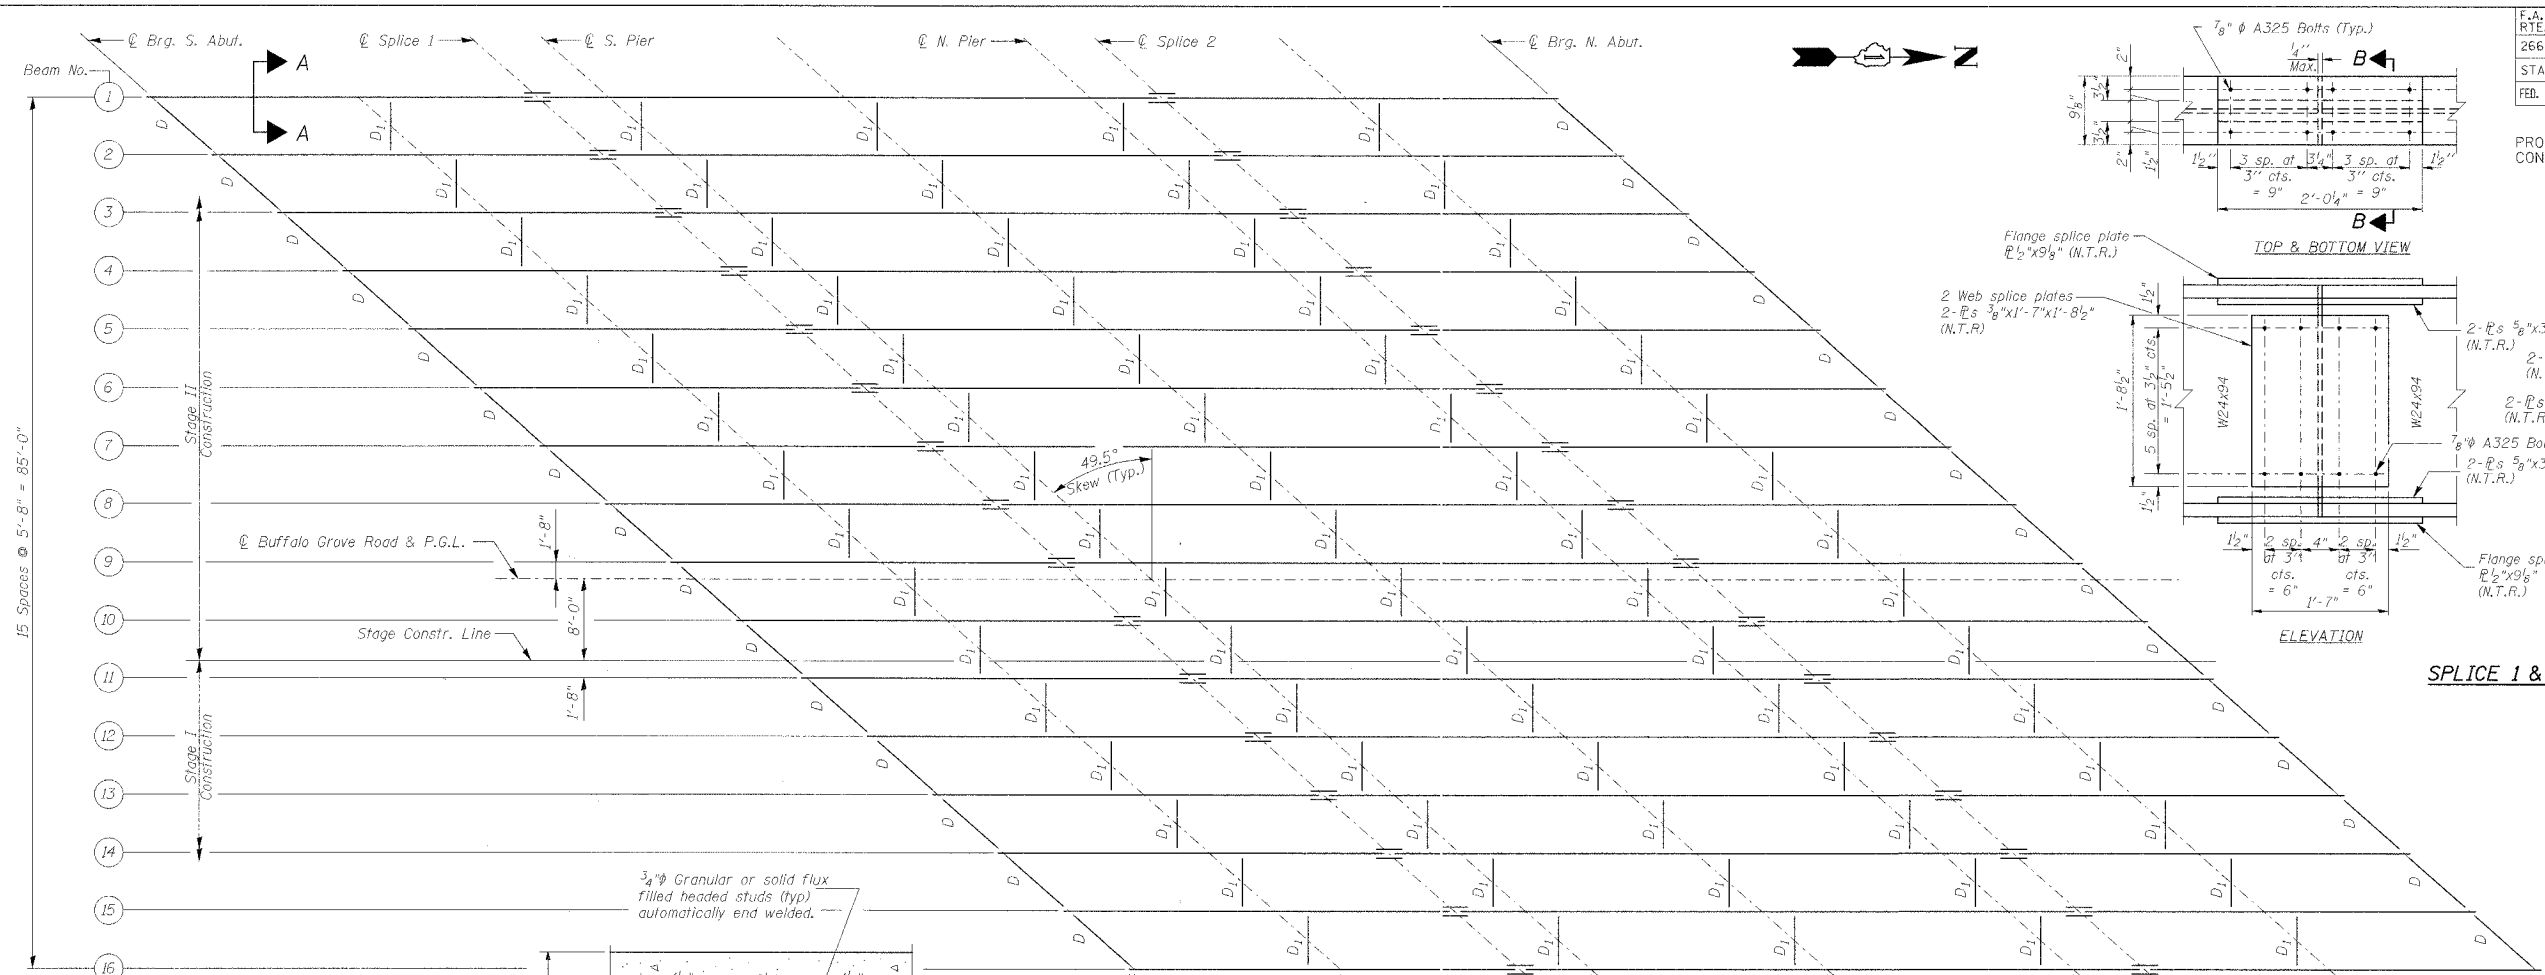 ℄ Brg. S. Abut.
℄ Splice 1
℄ S. Pier
℄ N. Pier
℄ Splice 2
℄ Brg. N. Abut.
N
Beam No.
A
A
1
2
3
4
5
6
7
8
9
10
11
12
13
14
15
16
15 Spaces @ 5'-8" = 85'-0"
Stage II
Construction
Stage I
Construction
℄ Buffalo Grove Road & P.G.L.
Stage Constr. Line
1'-8"
8'-0"
1'-8"
49.5°
Skew (Typ.)
D
D1
3/4"ϕ Granular or solid flux
filled headed studs (typ)
automatically end welded.
7/8" ϕ A325 Bolts (Typ.)
1/4"
Max.
B
2"
3 1/2"
9 1/8"
3 1/2"
2"
1 1/2"
1 1/2"
3 sp. at
3" cts.
= 9"
3 1/4"
3 sp. at
3" cts.
= 9"
1 1/2"
2'-0 1/4"
B
TOP & BOTTOM VIEW
Flange splice plate
℄ 1/2"x9 1/8" (N.T.R.)
2 Web splice plates
2-℄s 3/8"x1'-7"x1'-8 1/2"
(N.T.R)
1 1/2"
1'-8 1/2"
5 sp. at 3 1/2" cts.
= 1'-5 1/2"
1 1/2"
W24x94
W24x94
2-℄s 5/8"x3
(N.T.R.)
2-
(N.
2-℄s
(N.T.R
7/8"ϕ A325 Bo
2-℄s 5/8"x3
(N.T.R.)
1 1/2"
2 sp.
at 3"
cts.
= 6"
4"
2 sp.
at 3"
cts.
= 6"
1 1/2"
1'-7"
Flange sp
℄ 1/2"x9 1/8"
(N.T.R.)
ELEVATION
SPLICE 1 &
F.A.
RTE.
266
STA
FED.
PRO
CON